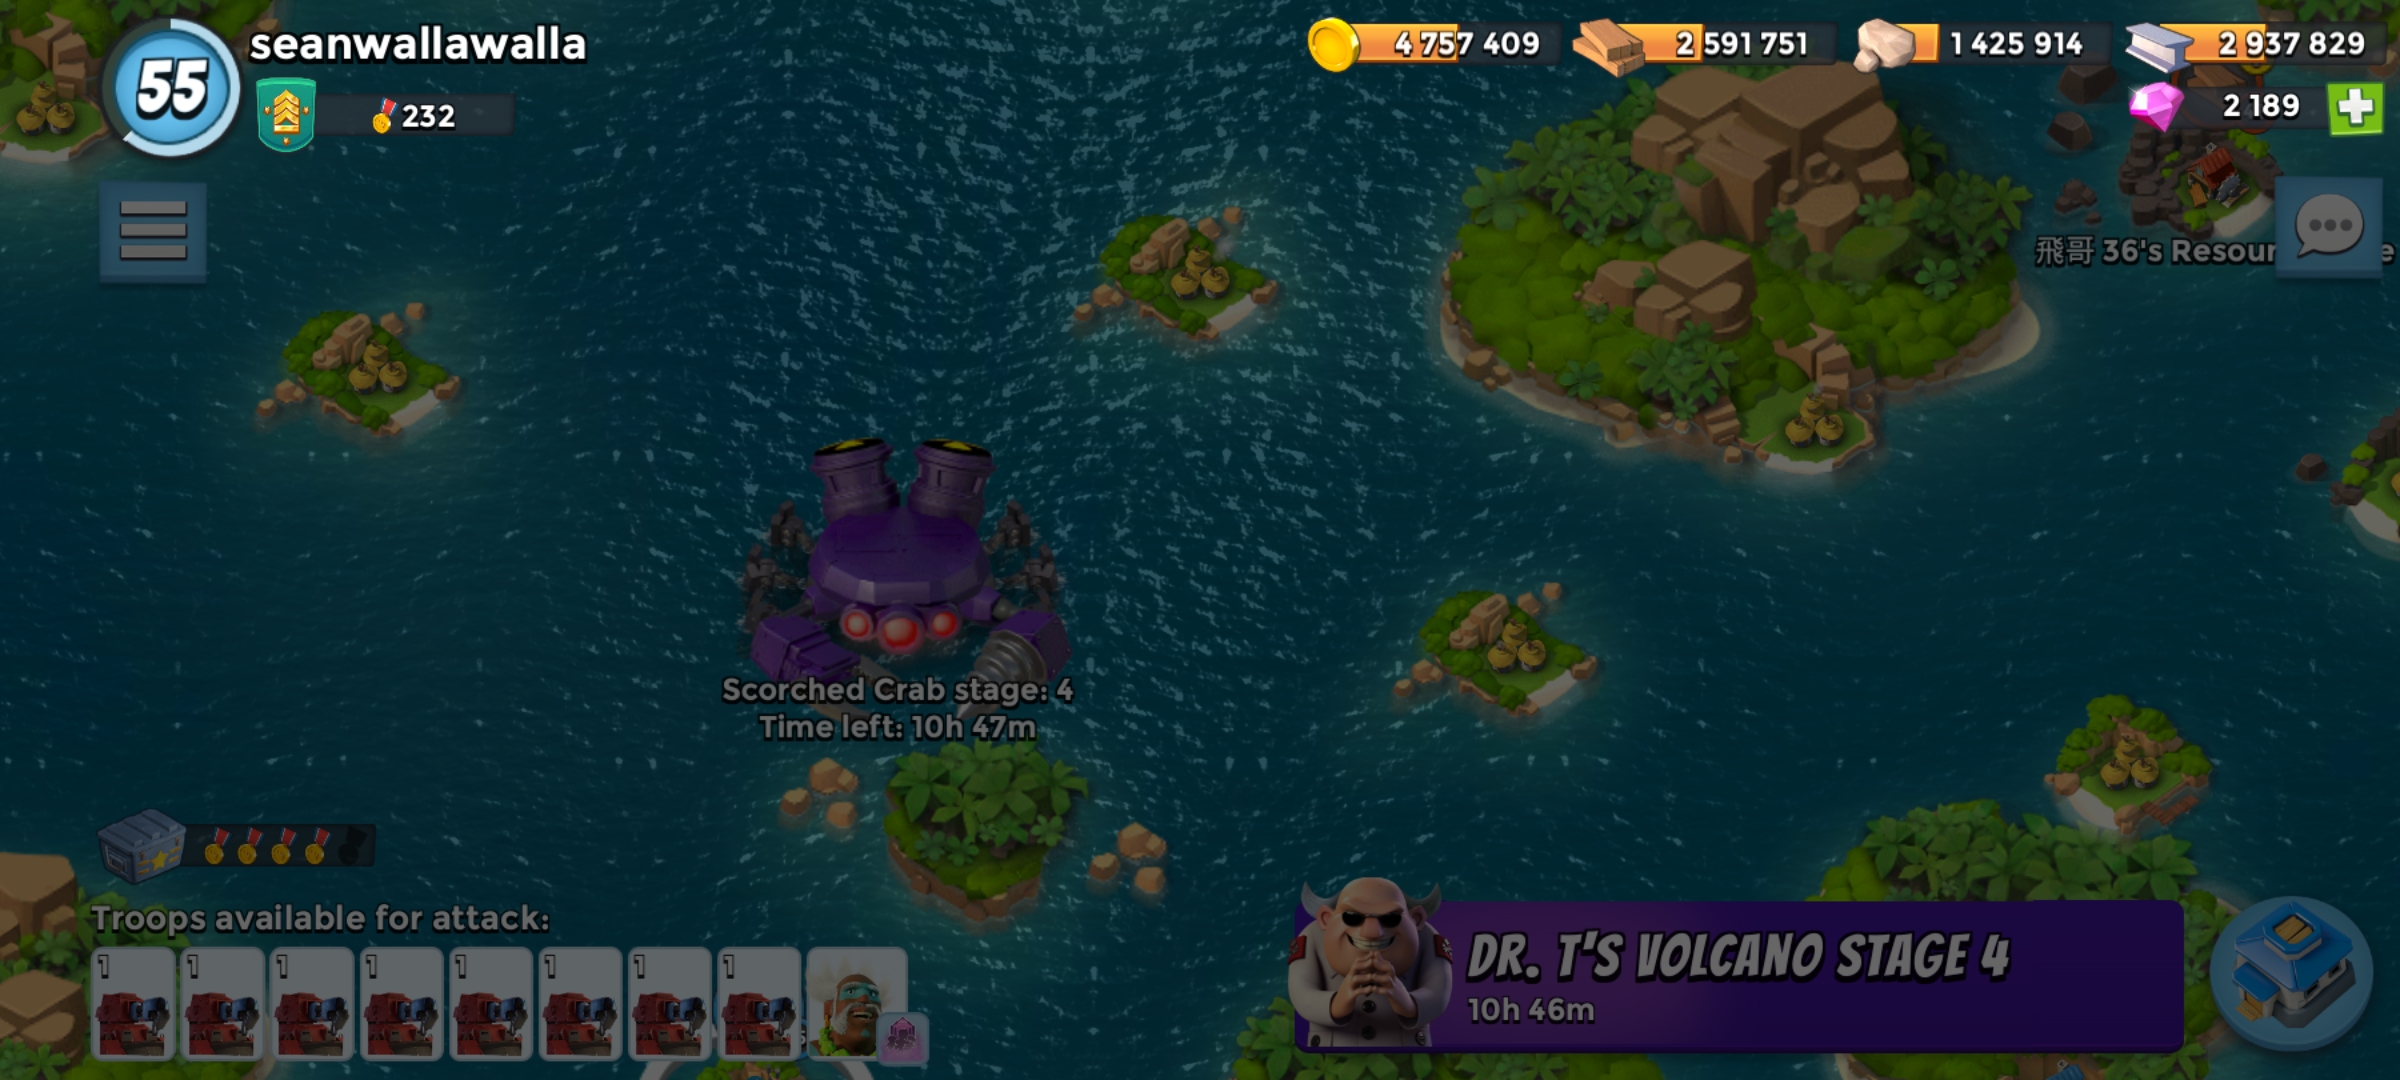 55
seanwallawalla
232
4 757 409
2 591 751
1 425 914
2 937 829
2 189
飛哥 36's Resour
e
Scorched Crab stage: 4
Time left: 10h 47m
Troops available for attack:
1 1 1 1 1 1 1 1
DR. T'S VOLCANO STAGE 4
10h 46m